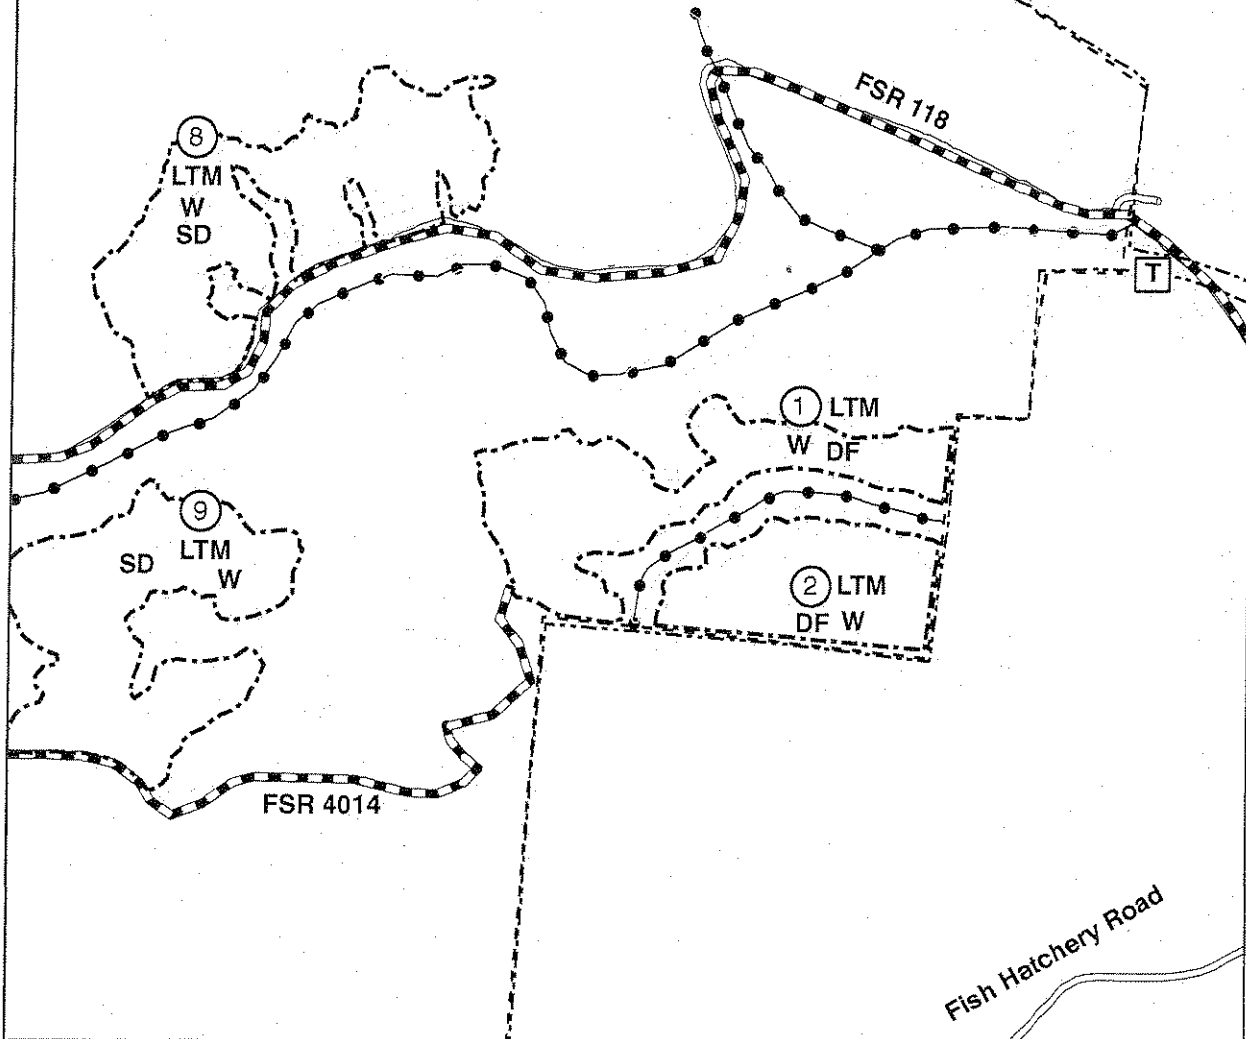 FSR 118
8
LTM
W
SD
T
1 LTM
W DF
9
LTM
SD
W
2 LTM
DF W
FSR 4014
Fish Hatchery Road